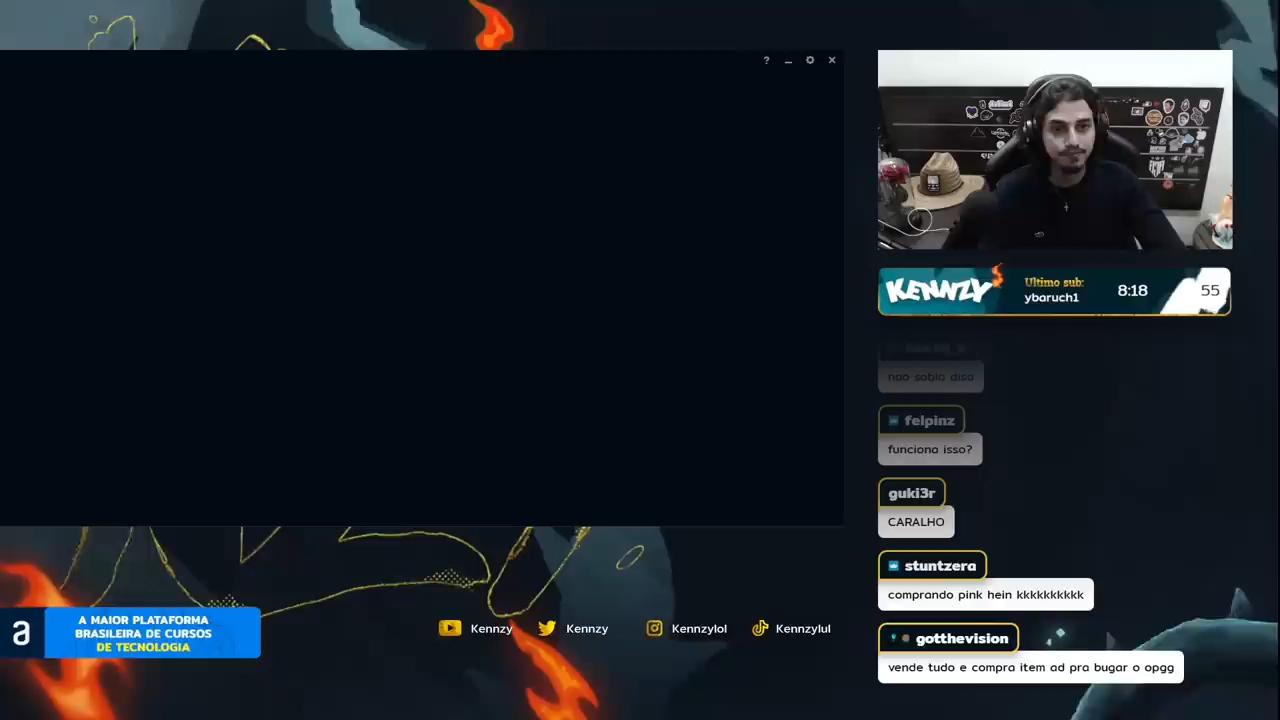 ?
KENNZY
Ultimo sub:
ybaruch1
8:18
55
nao sabia diso
felpinz
funciona isso?
guki3r
CARALHO
stuntzera
comprando pink hein kkkkkkkkkk
gotthevision
vende tudo e compra item ad pra bugar o opgg
a
A MAIOR PLATAFORMA
BRASILEIRA DE CURSOS
DE TECNOLOGIA
Kennzy
Kennzy
Kennzylol
Kennzylul